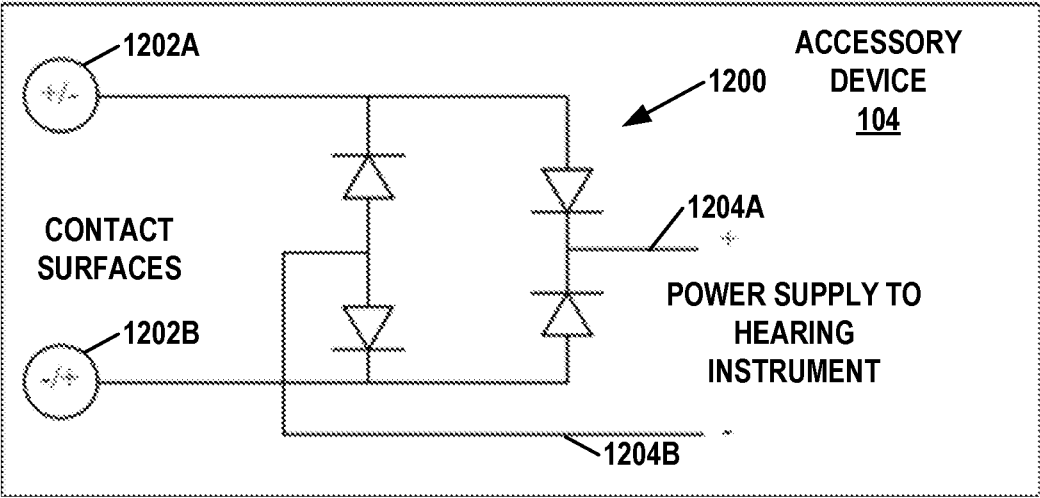 1202A
+/-
ACCESSORY
DEVICE
104
1200
1204A
+
CONTACT
SURFACES
POWER SUPPLY TO
HEARING
INSTRUMENT
1202B
-/+
-
1204B